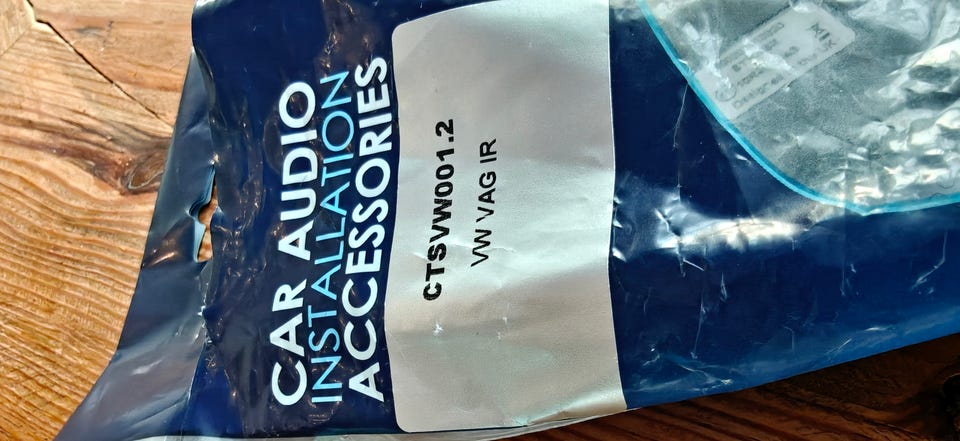 CAR AUDIO
INSTALLATION
ACCESSORIES
CTSVW001.2
VW VAG IR